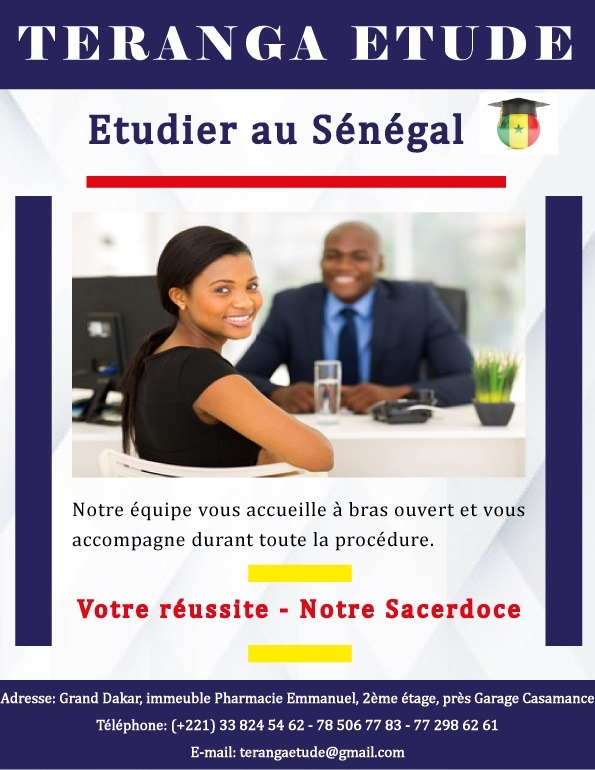 TERANGA ETUDE
Etudier au Sénégal
Notre équipe vous accueille à bras ouvert et vous
accompagne durant toute la procédure.
Votre réussite - Notre Sacerdoce
Adresse: Grand Dakar, immeuble Pharmacie Emmanuel, 2ème étage, près Garage Casamance
Téléphone: (+221) 33 824 54 62 - 78 506 77 83 - 77 298 62 61
E-mail: terangaetude@gmail.com